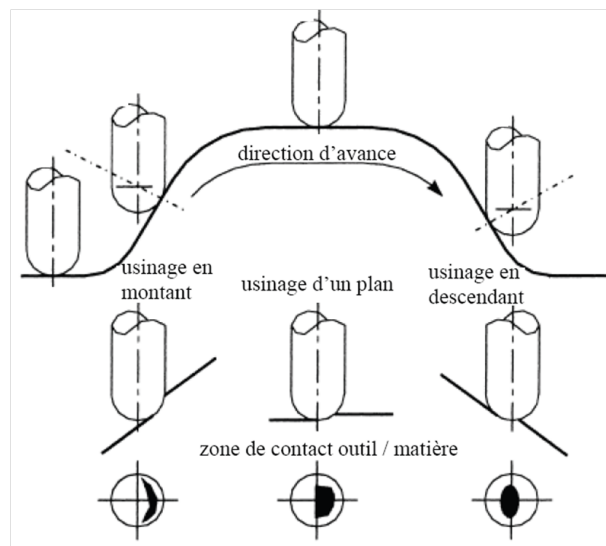 direction d'avance
usinage en
montant
usinage d'un plan
usinage en
descendant
zone de contact outil / matière